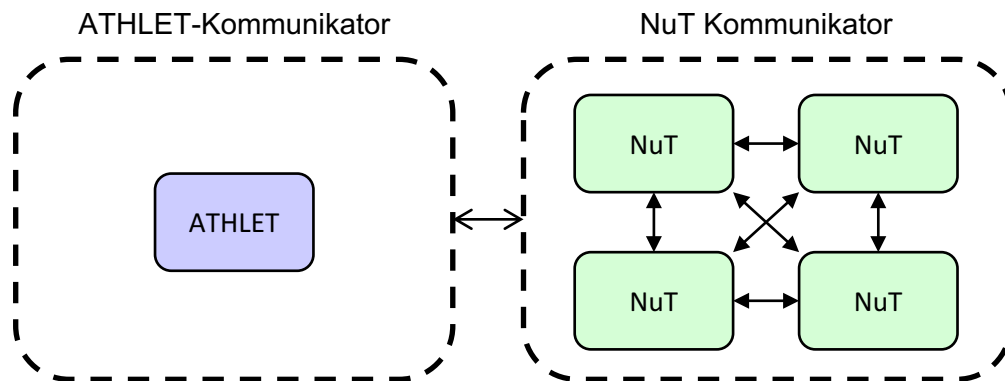 ATHLET-Kommunikator
NuT Kommunikator
NuT
NuT
ATHLET
NuT
NuT